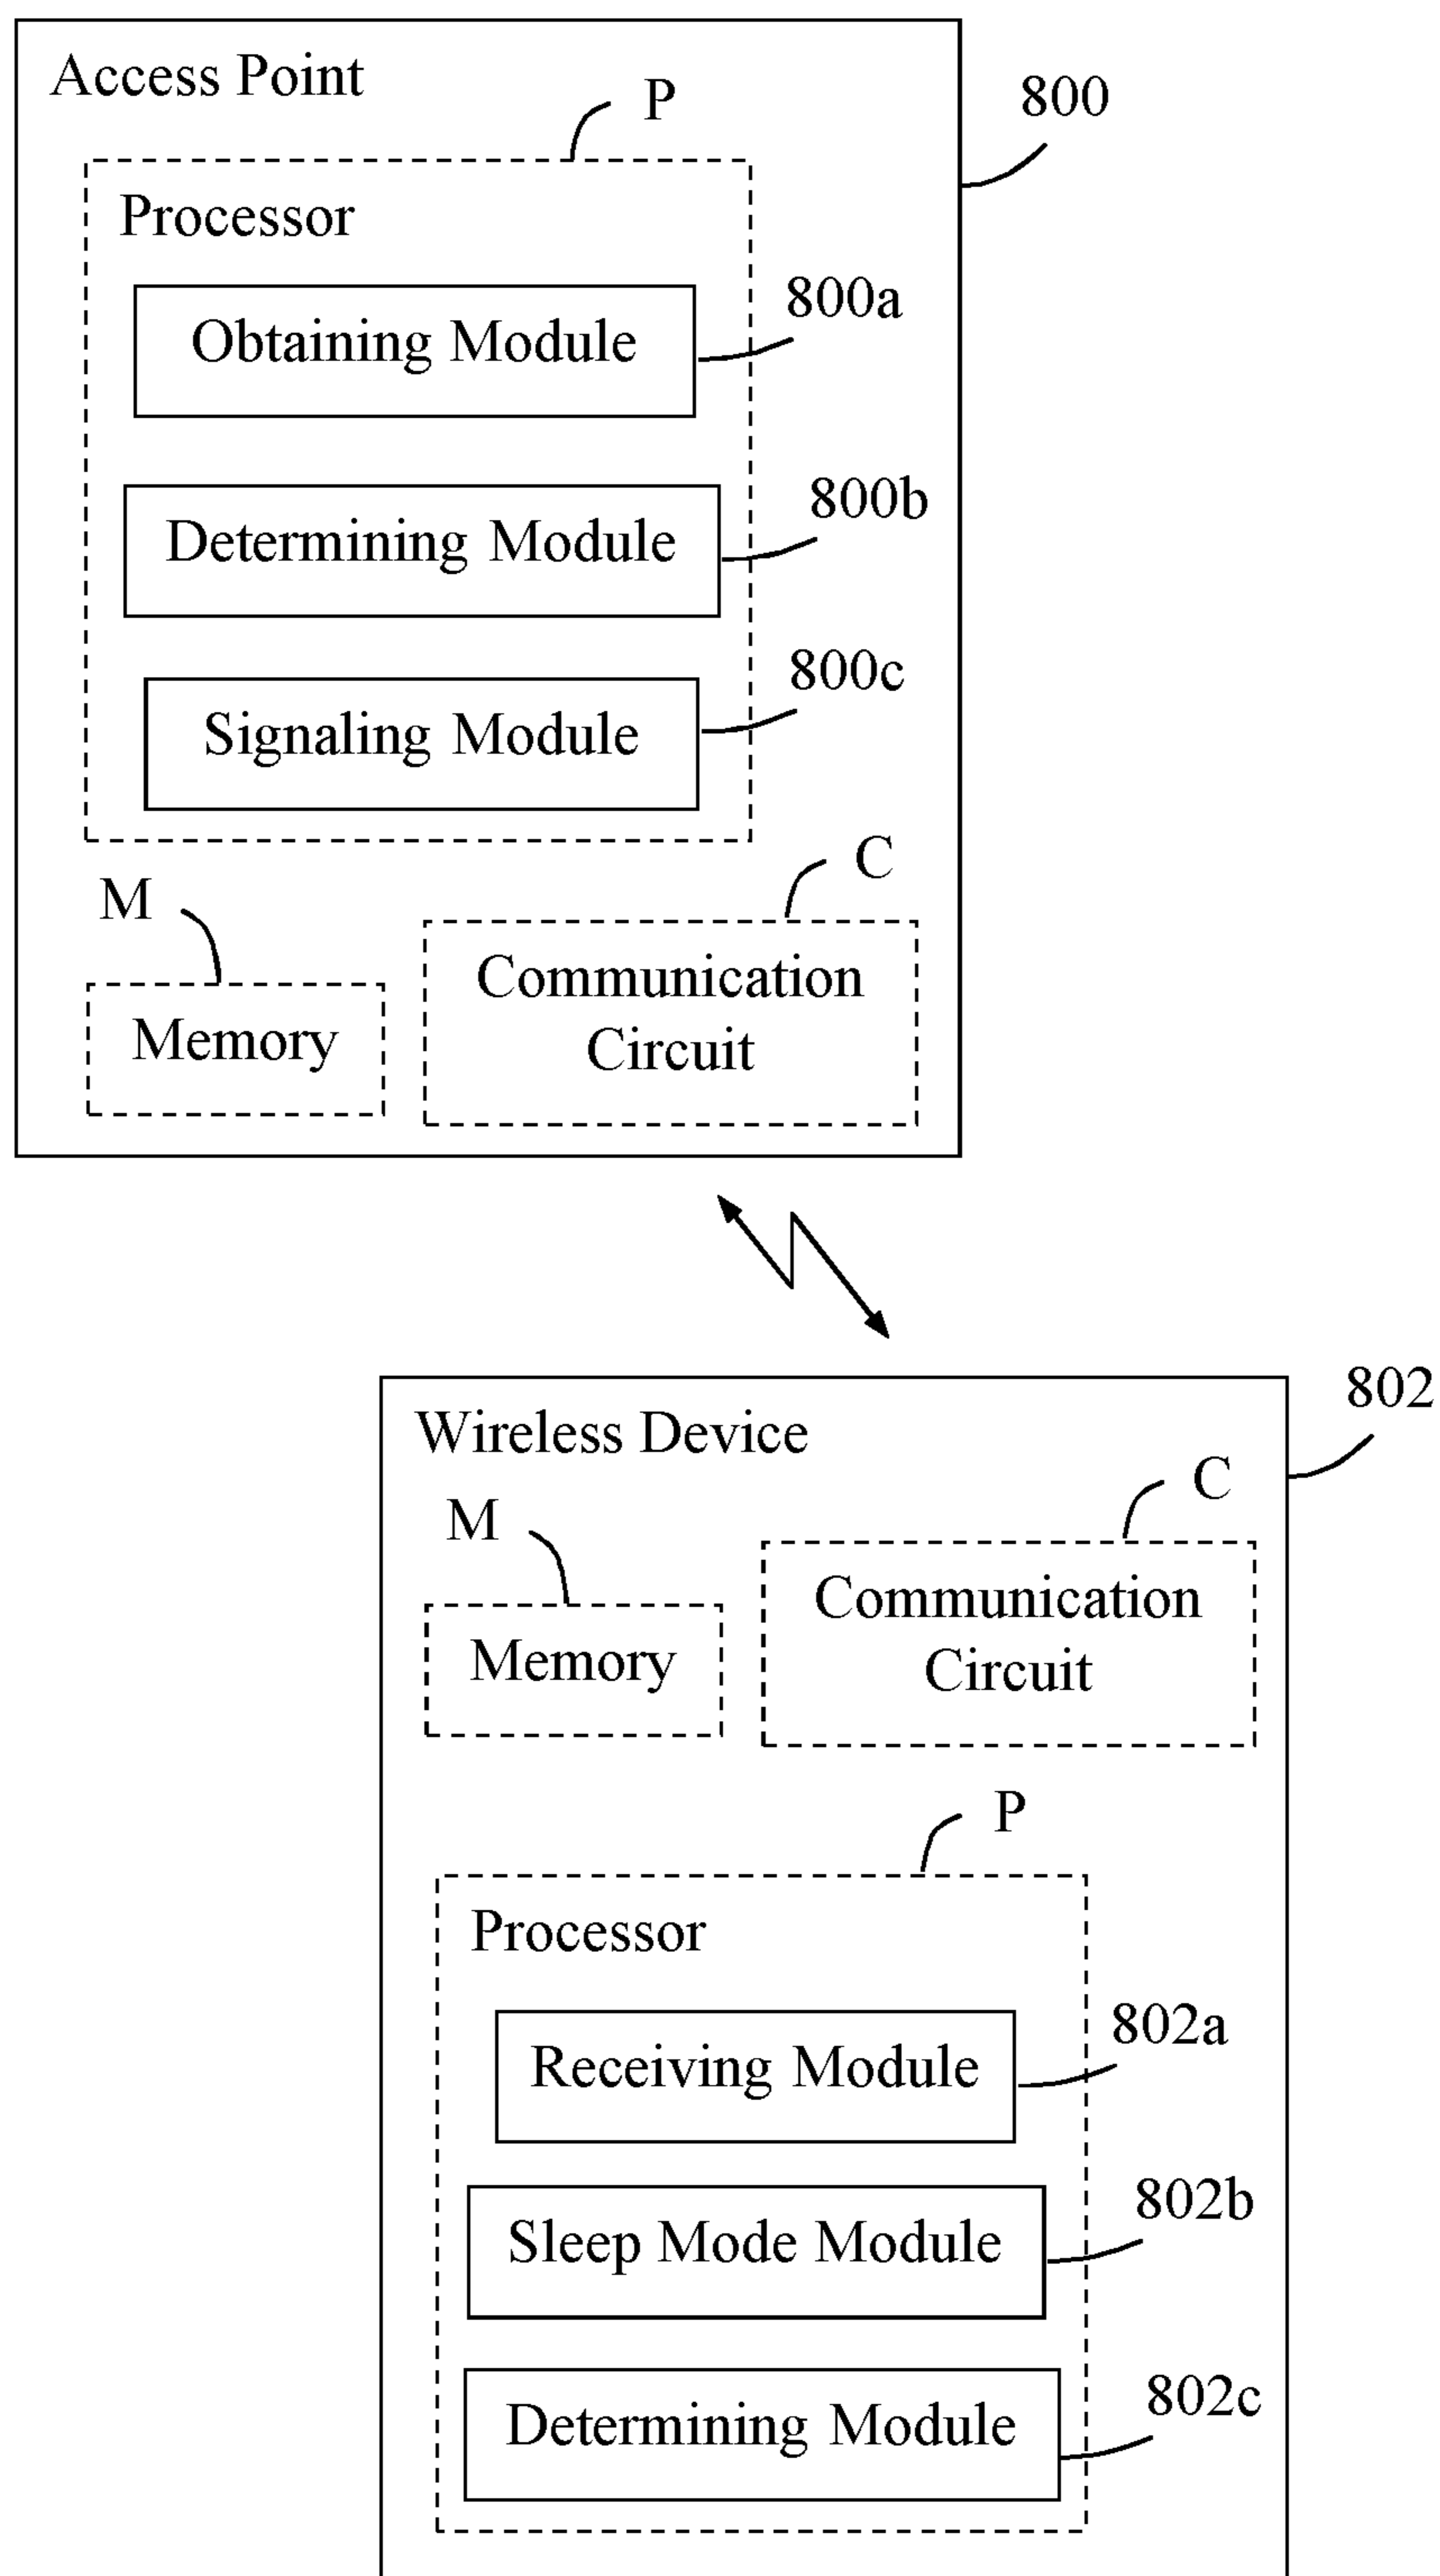 Access Point
P
800
Processor
800a
Obtaining Module
800b
Determining Module
800c
Signaling Module
C
M
Communication
Circuit
Memory
802
Wireless Device
C
M
Communication
Circuit
Memory
P
Processor
802a
Receiving Module
802b
Sleep Mode Module
802c
Determining Module